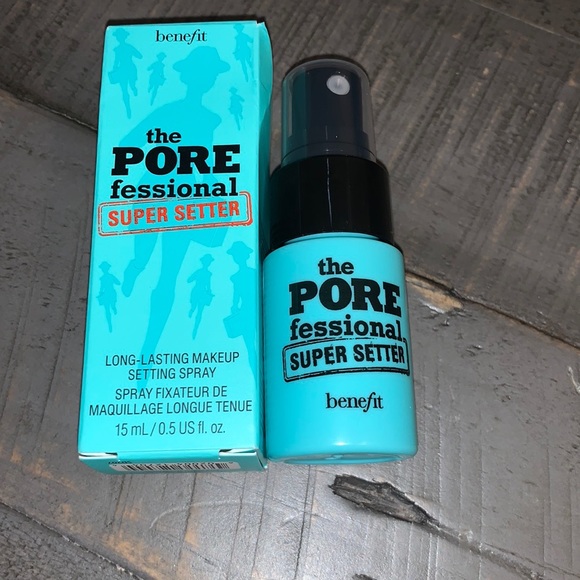 benefit
the
PORE
fessional
SUPER SETTER
LONG-LASTING MAKEUP
SETTING SPRAY
SPRAY FIXATEUR DE
MAQUILLAGE LONGUE TENUE
15 mL / 0.5 US fl. oz.
the
PORE
fessional
SUPER SETTER
benefit